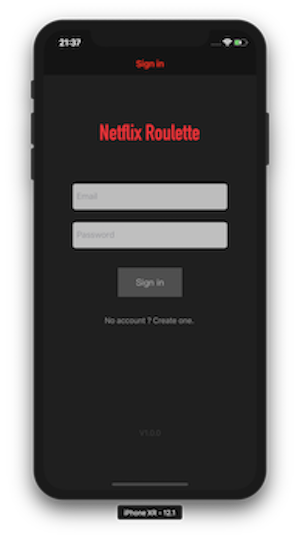 21:37
Sign in
Netflix Roulette
Email
Password
Sign in
No account ? Create one.
V1.0.0
iPhone XR - 12.1